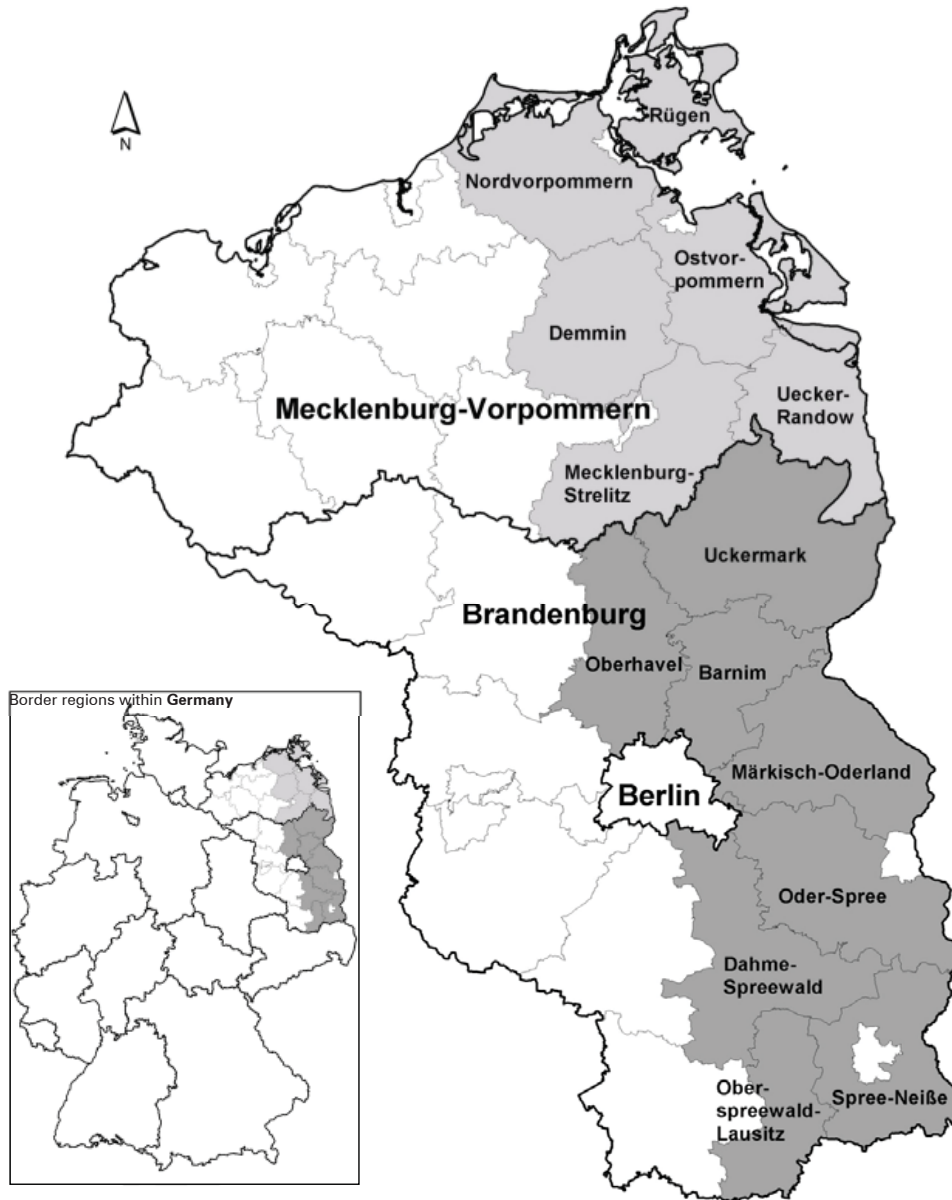 Rügen
N
Nordvorpommern
Ostvor-
pommern
Demmin
Uecker-
Randow
Mecklenburg-Vorpommern
Mecklenburg-
Strelitz
Uckermark
Brandenburg
Oberhavel
Barnim
Border regions within Germany
Märkisch-Oderland
Berlin
Oder-Spree
Dahme-
Spreewald
Ober-
spreewald-
Lausitz
Spree-Neiße